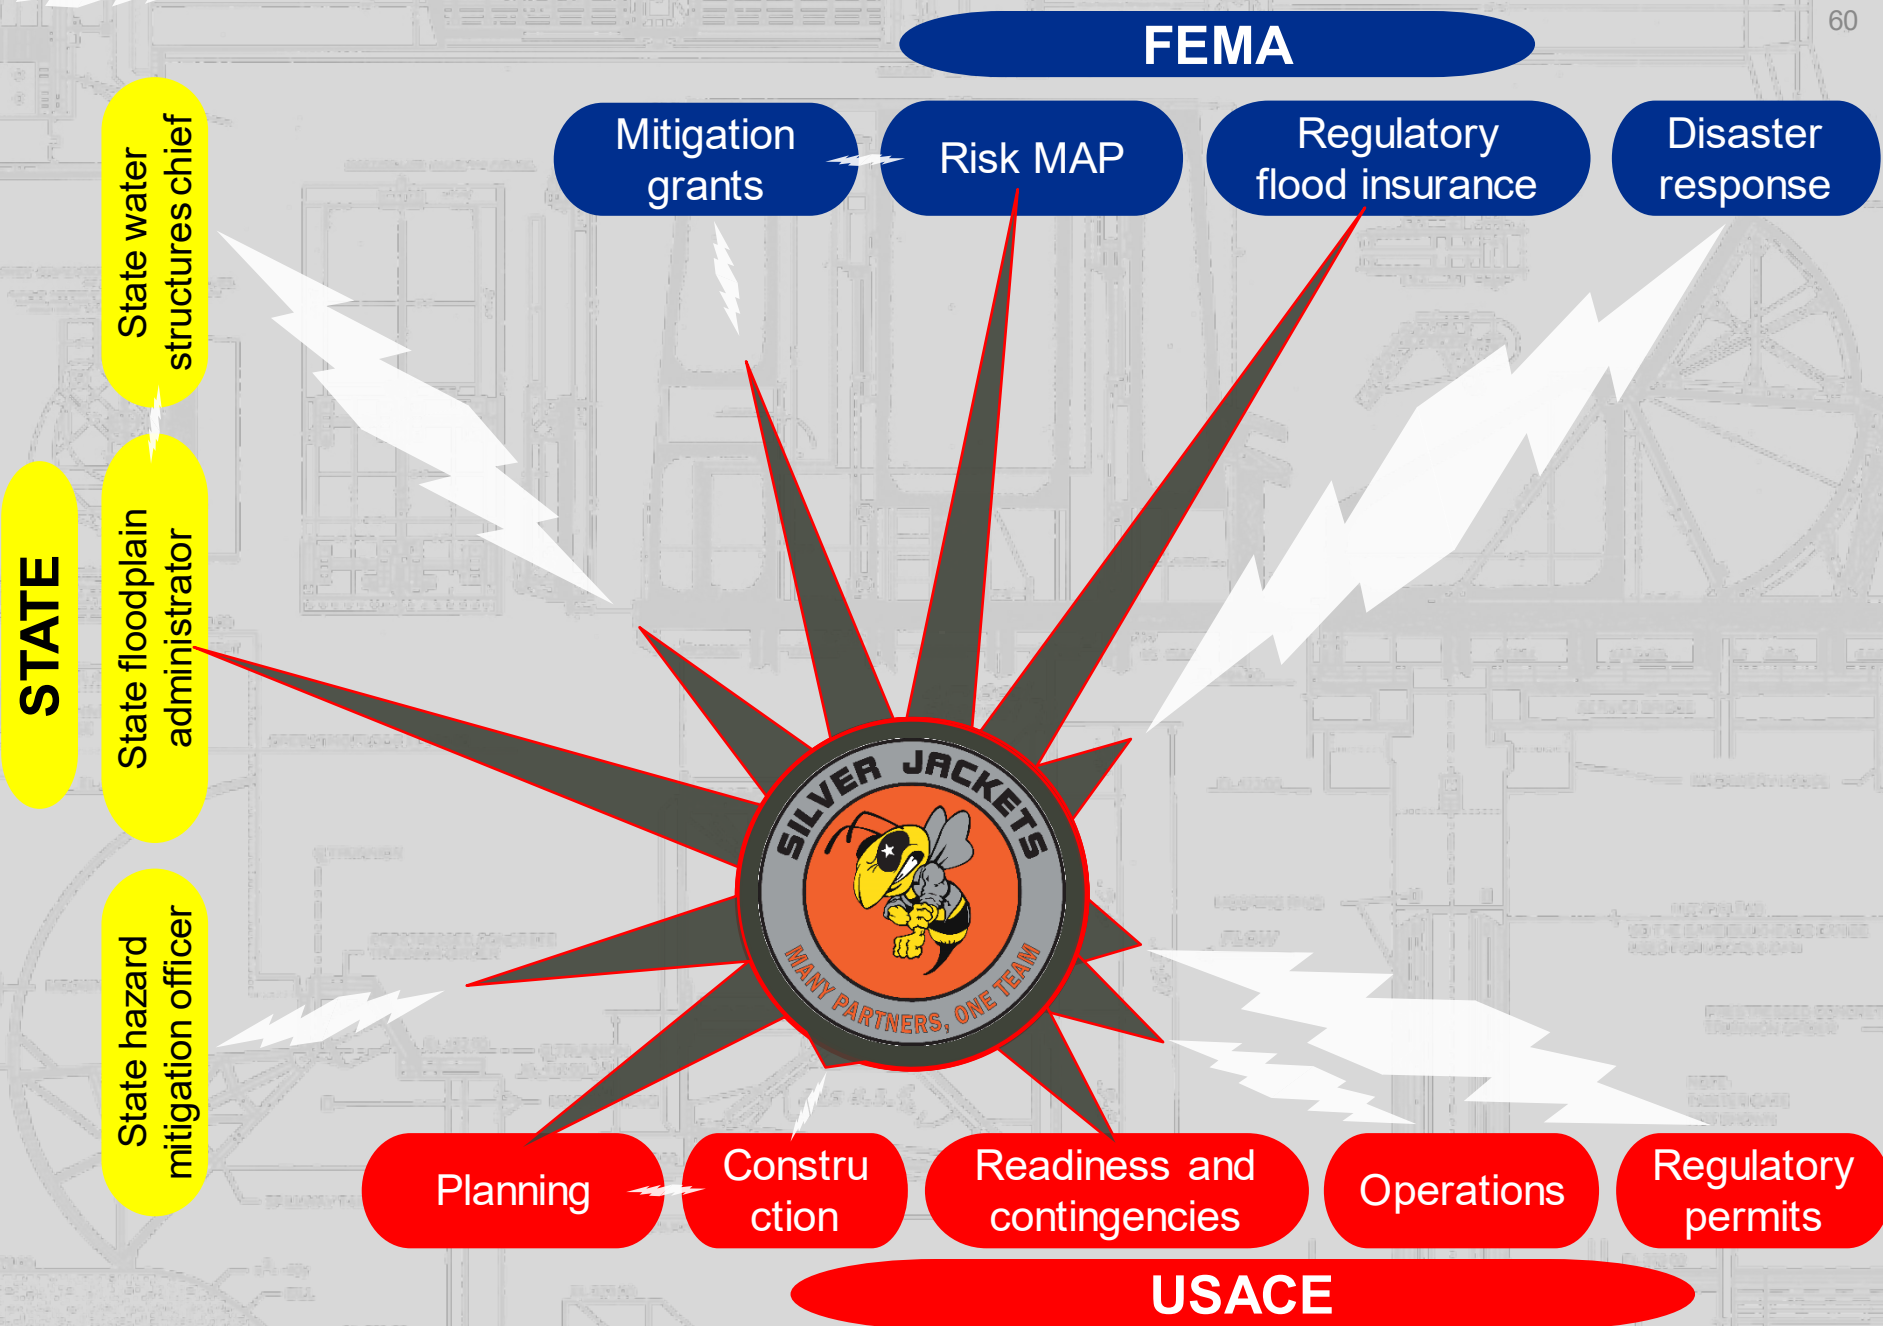 60
FEMA
Mitigation
grants
Risk MAP
Regulatory
flood insurance
Disaster
response
STATE
State water
structures chief
State floodplain
administrator
State hazard
mitigation officer
SILVER JACKETS
MANY PARTNERS, ONE TEAM
Planning
Constru
ction
Readiness and
contingencies
Operations
Regulatory
permits
USACE